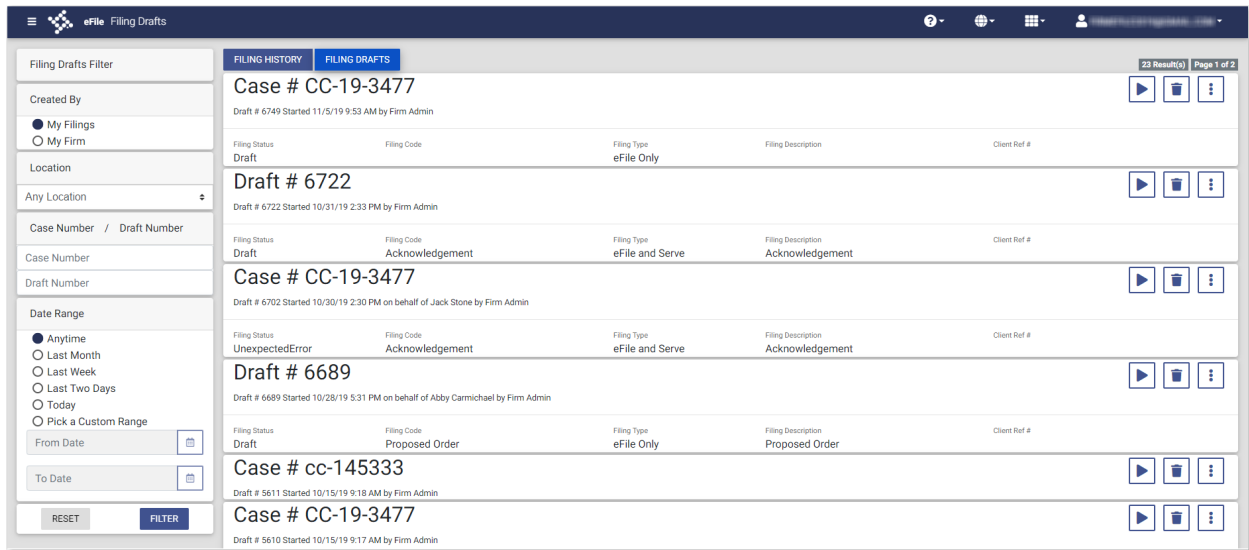 eFile Filing Drafts
Filing Drafts Filter
Created By
My Filings
My Firm
Location
Any Location
Case Number / Draft Number
Case Number
Draft Number
Date Range
Anytime
Last Month
Last Week
Last Two Days
Today
Pick a Custom Range
From Date
To Date
RESET FILTER
FILING HISTORY FILING DRAFTS
23 Result(s) Page 1 of 2
Case # CC-19-3477
Draft # 6749 Started 11/5/19 9:53 AM by Firm Admin
Filing Status Filing Code Filing Type Filing Description Client Ref #
Draft eFile Only
Draft # 6722
Draft # 6722 Started 10/31/19 2:33 PM by Firm Admin
Filing Status Filing Code Filing Type Filing Description Client Ref #
Draft Acknowledgement eFile and Serve Acknowledgement
Case # CC-19-3477
Draft # 6702 Started 10/30/19 2:30 PM on behalf of Jack Stone by Firm Admin
Filing Status Filing Code Filing Type Filing Description Client Ref #
UnexpectedError Acknowledgement eFile and Serve Acknowledgement
Draft # 6689
Draft # 6689 Started 10/28/19 5:31 PM on behalf of Abby Carmichael by Firm Admin
Filing Status Filing Code Filing Type Filing Description Client Ref #
Draft Proposed Order eFile Only Proposed Order
Case # cc-145333
Draft # 5611 Started 10/15/19 9:18 AM by Firm Admin
Case # CC-19-3477
Draft # 5610 Started 10/15/19 9:17 AM by Firm Admin